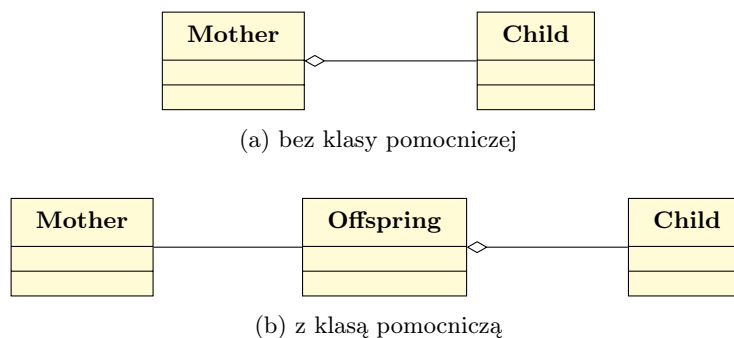 Mother Child
(a) bez klasy pomocniczej
Mother Offspring Child
(b) z klasą pomocniczą